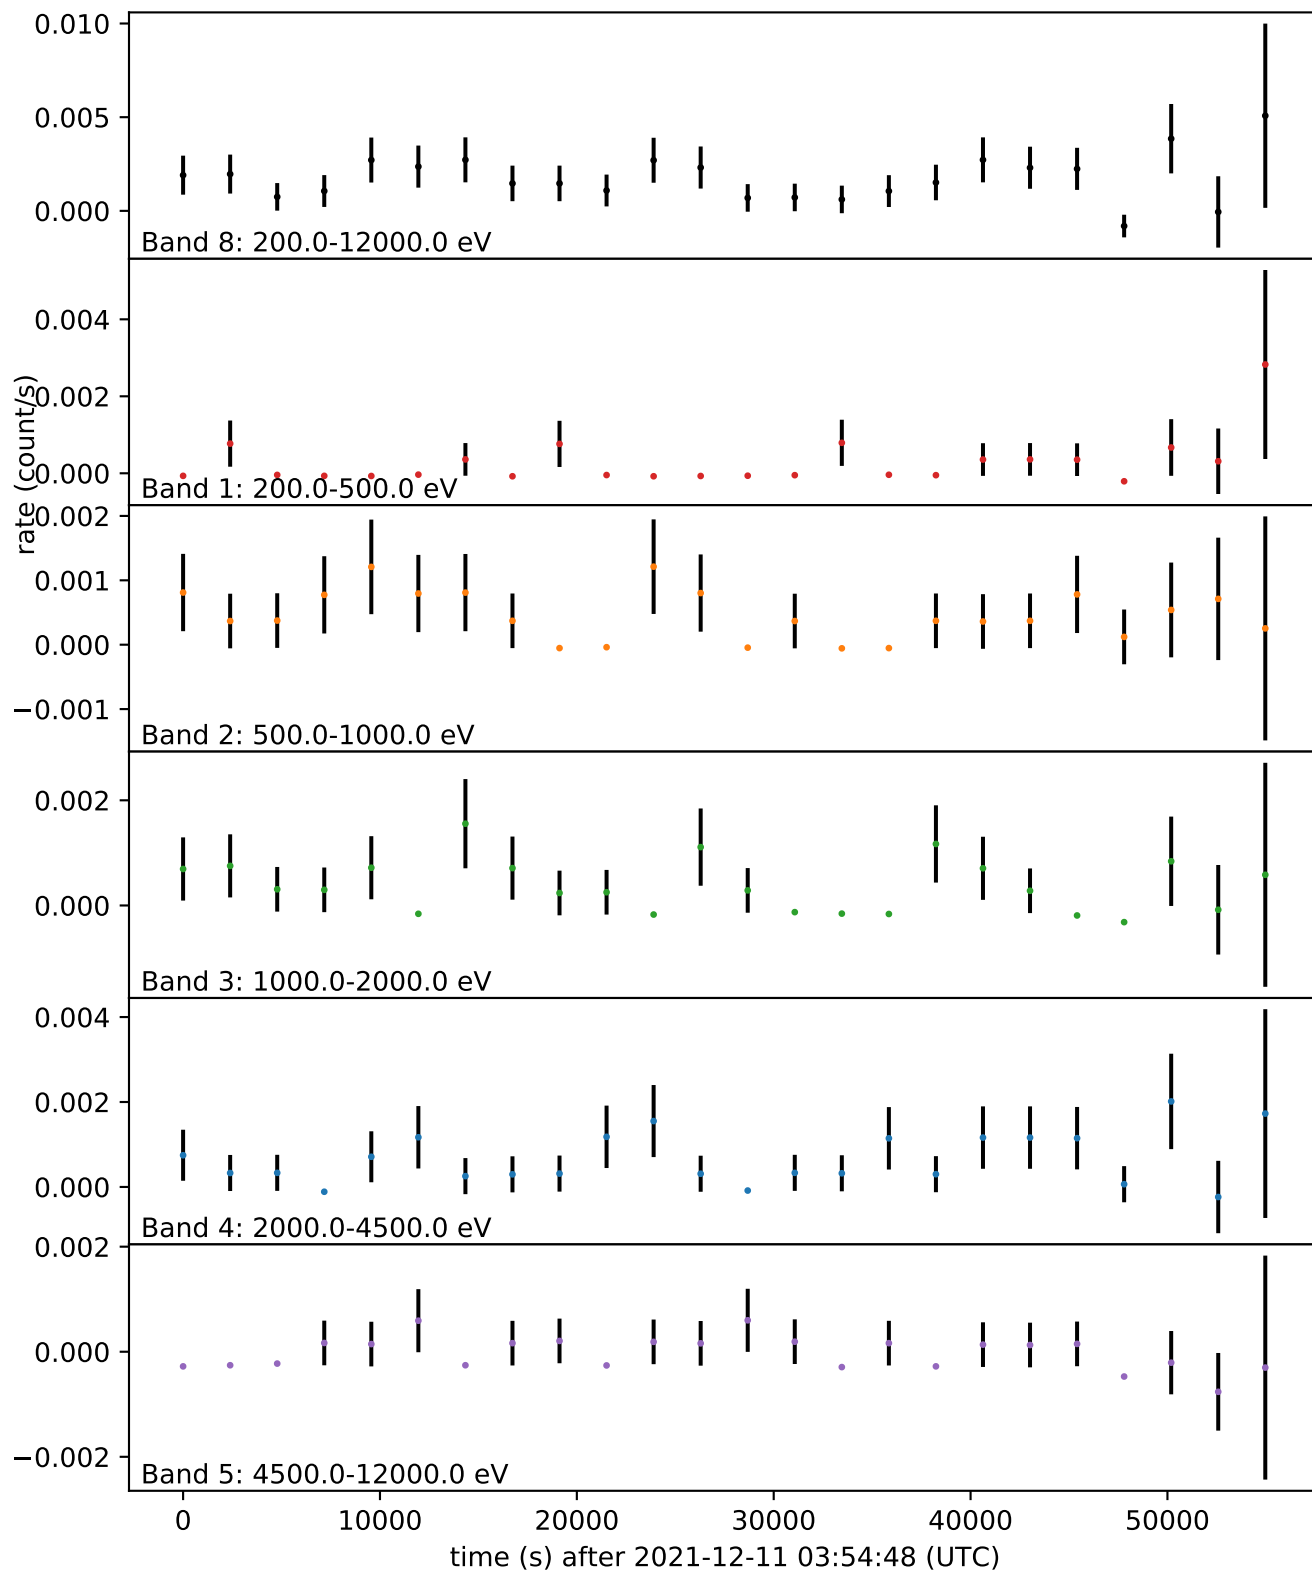 0.010
0.005
0.000
Band 8: 200.0-12000.0 eV
0.004
0.002
0.000
Band 1: 200.0-500.0 eV
rate (count/s)
0.002
0.001
0.000
−0.001
Band 2: 500.0-1000.0 eV
0.002
0.000
Band 3: 1000.0-2000.0 eV
0.004
0.002
0.000
Band 4: 2000.0-4500.0 eV
0.002
0.000
−0.002
Band 5: 4500.0-12000.0 eV
0 10000 20000 30000 40000 50000
time (s) after 2021-12-11 03:54:48 (UTC)